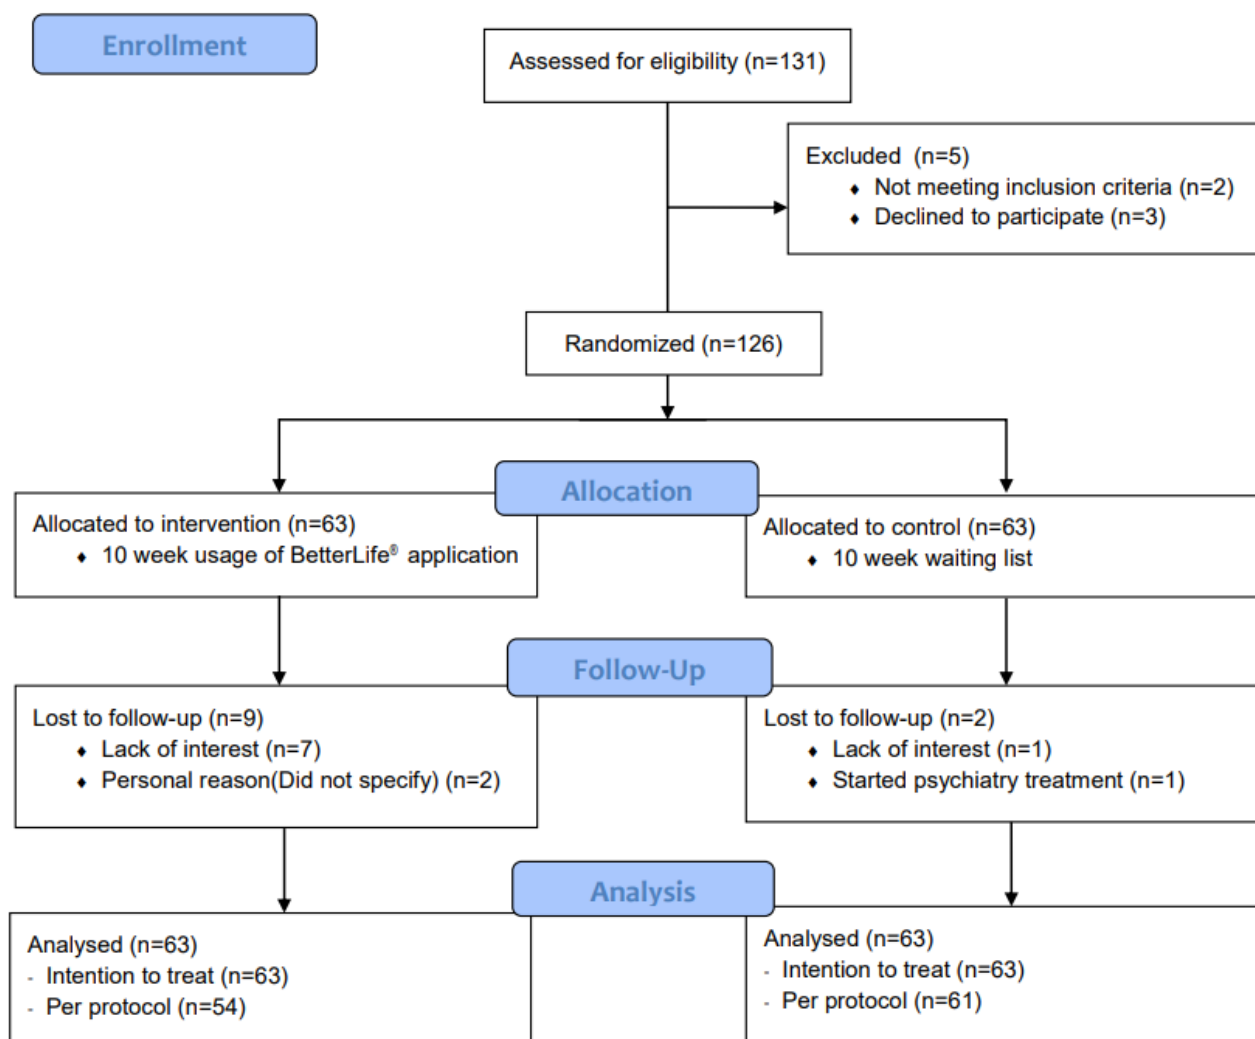 Enrollment
Assessed for eligibility (n=131)
Excluded (n=5)
♦ Not meeting inclusion criteria (n=2)
♦ Declined to participate (n=3)
Randomized (n=126)
Allocation
Allocated to intervention (n=63)
♦ 10 week usage of BetterLife® application
Allocated to control (n=63)
♦ 10 week waiting list
Follow-Up
Lost to follow-up (n=9)
♦ Lack of interest (n=7)
♦ Personal reason(Did not specify) (n=2)
Lost to follow-up (n=2)
♦ Lack of interest (n=1)
♦ Started psychiatry treatment (n=1)
Analysis
Analysed (n=63)
- Intention to treat (n=63)
- Per protocol (n=54)
Analysed (n=63)
- Intention to treat (n=63)
- Per protocol (n=61)